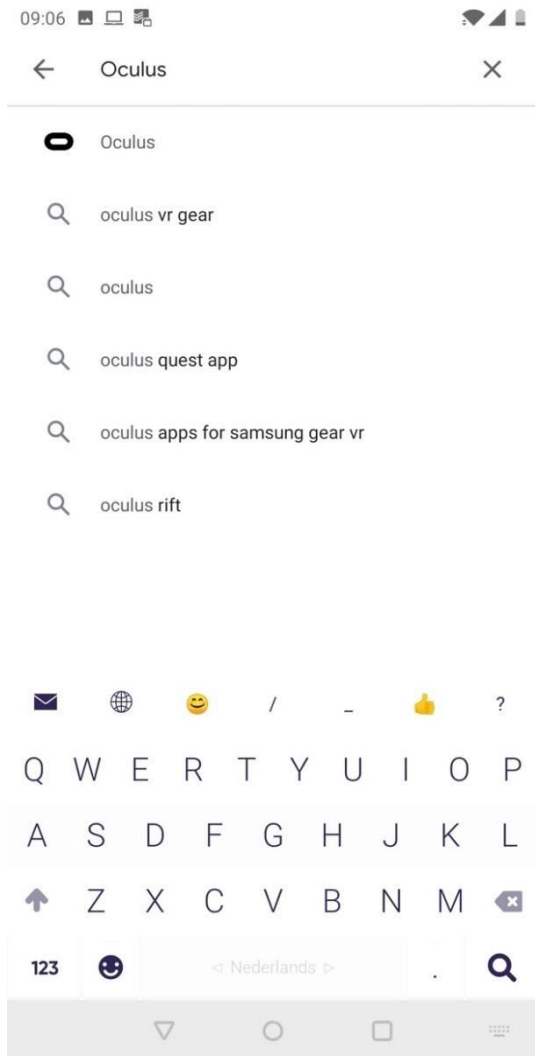 09:06
Oculus
Oculus
oculus vr gear
oculus
oculus quest app
oculus apps for samsung gear vr
oculus rift
/ _ ?
Q W E R T Y U I O P
A S D F G H J K L
Z X C V B N M
123 Nederlands .